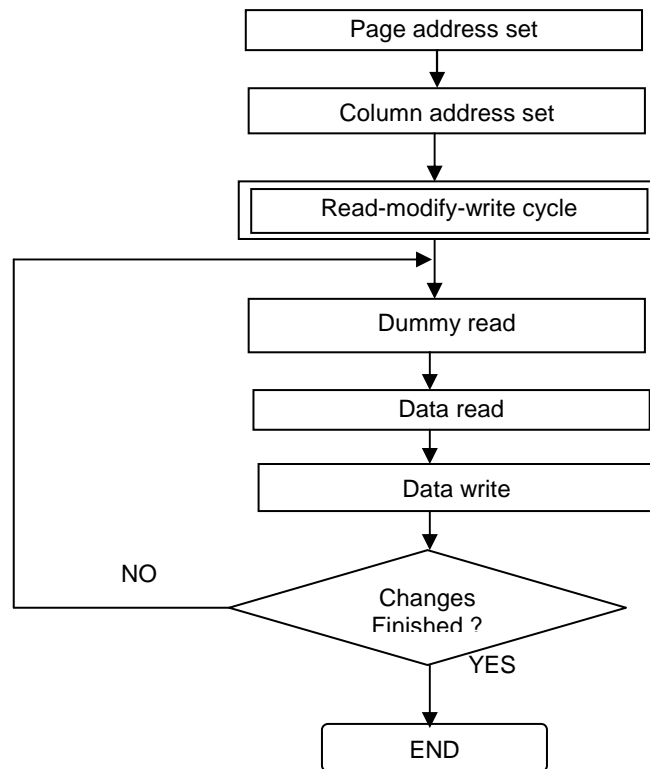 Page address set
Column address set
Read-modify-write cycle
Dummy read
Data read
Data write
NO
Changes
Finished ?
YES
END